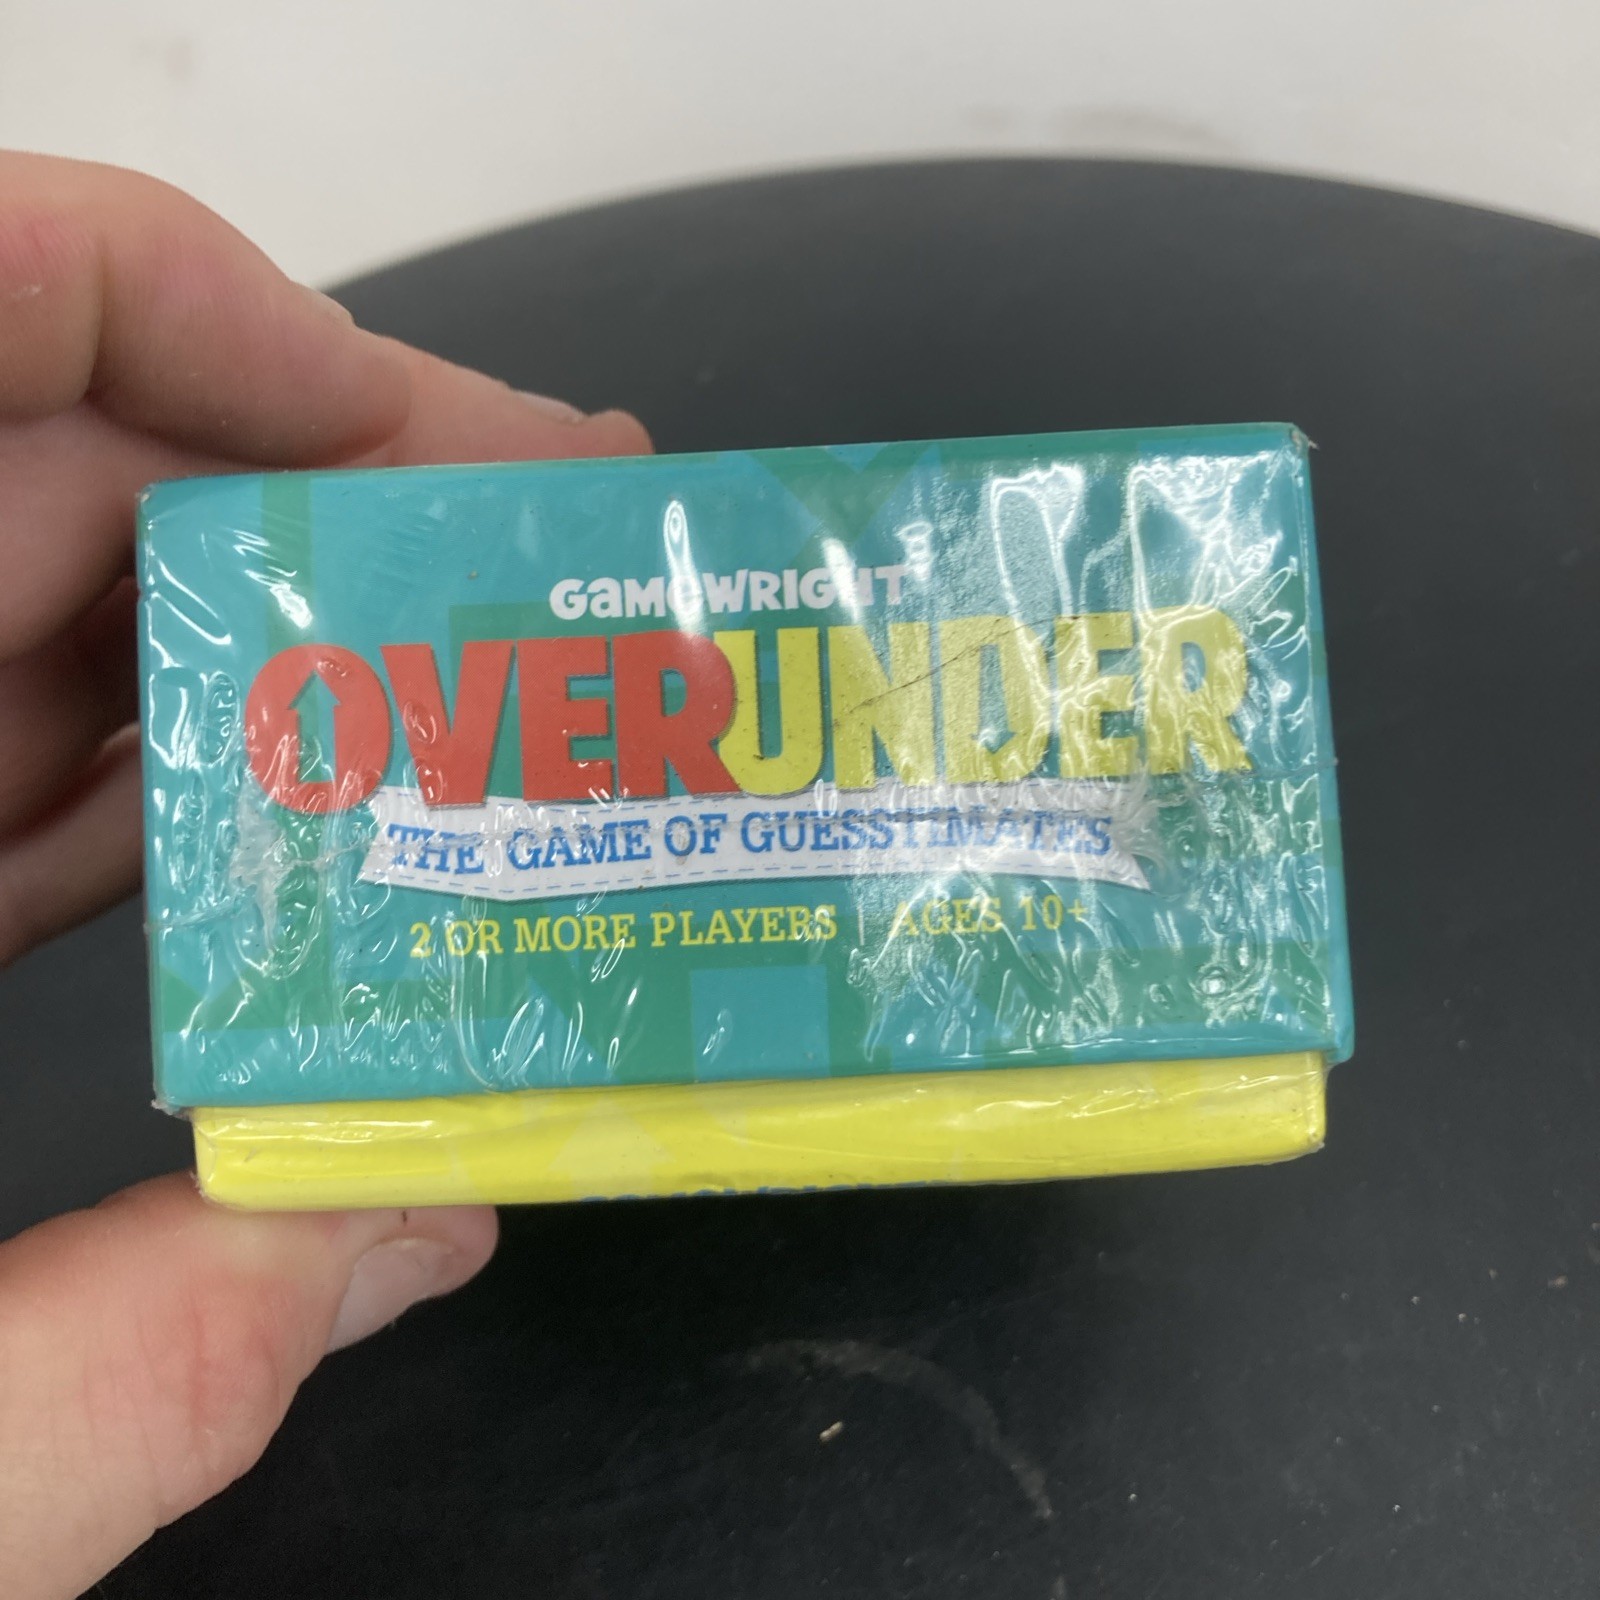 GAMEWRIGHT
OVERUNDER
THE GAME OF GUESSTIMATES
2 OR MORE PLAYERS | AGES 10+